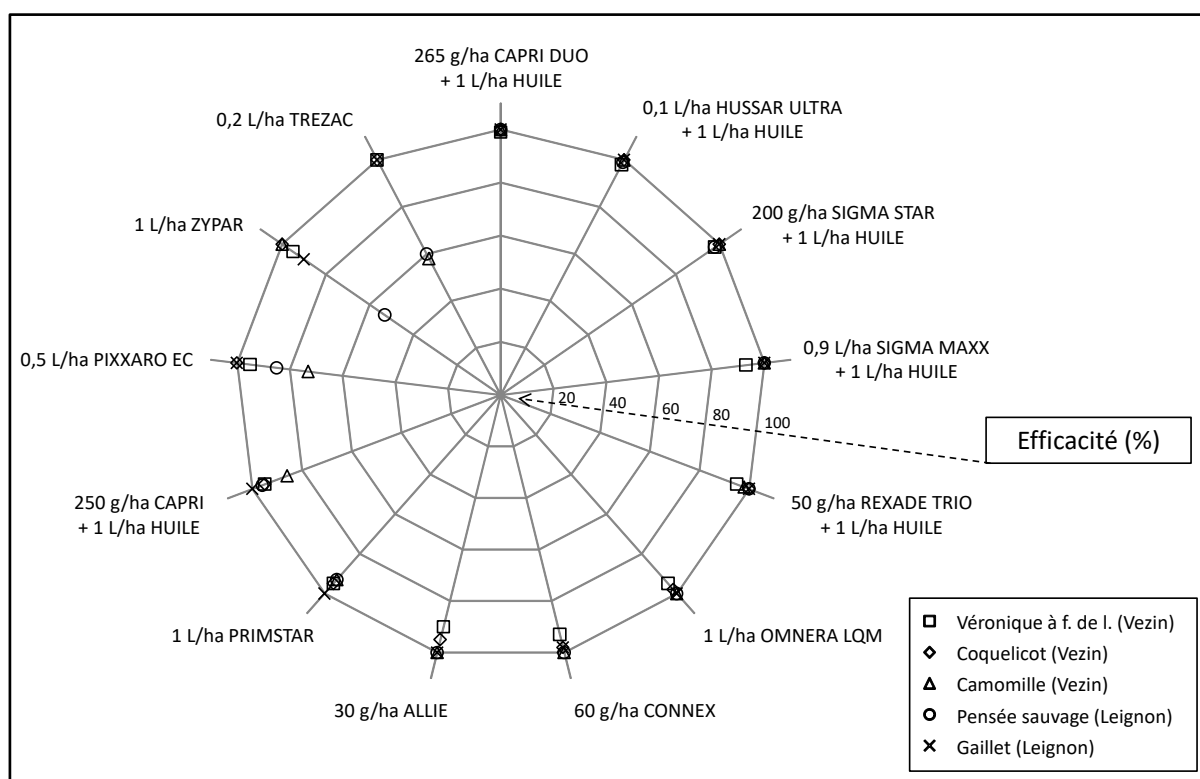 265 g/ha CAPRI DUO
+ 1 L/ha HUILE
0,1 L/ha HUSSAR ULTRA
+ 1 L/ha HUILE
0,2 L/ha TREZAC
200 g/ha SIGMA STAR
+ 1 L/ha HUILE
1 L/ha ZYPAR
0,9 L/ha SIGMA MAXX
+ 1 L/ha HUILE
0,5 L/ha PIXXARO EC
20 40 60 80 100
Efficacité (%)
250 g/ha CAPRI
+ 1 L/ha HUILE
50 g/ha REXADE TRIO
+ 1 L/ha HUILE
1 L/ha PRIMSTAR
1 L/ha OMNERA LQM
30 g/ha ALLIE
60 g/ha CONNEX
Véronique à f. de l. (Vezin)
Coquelicot (Vezin)
Camomille (Vezin)
Pensée sauvage (Leignon)
Gaillet (Leignon)